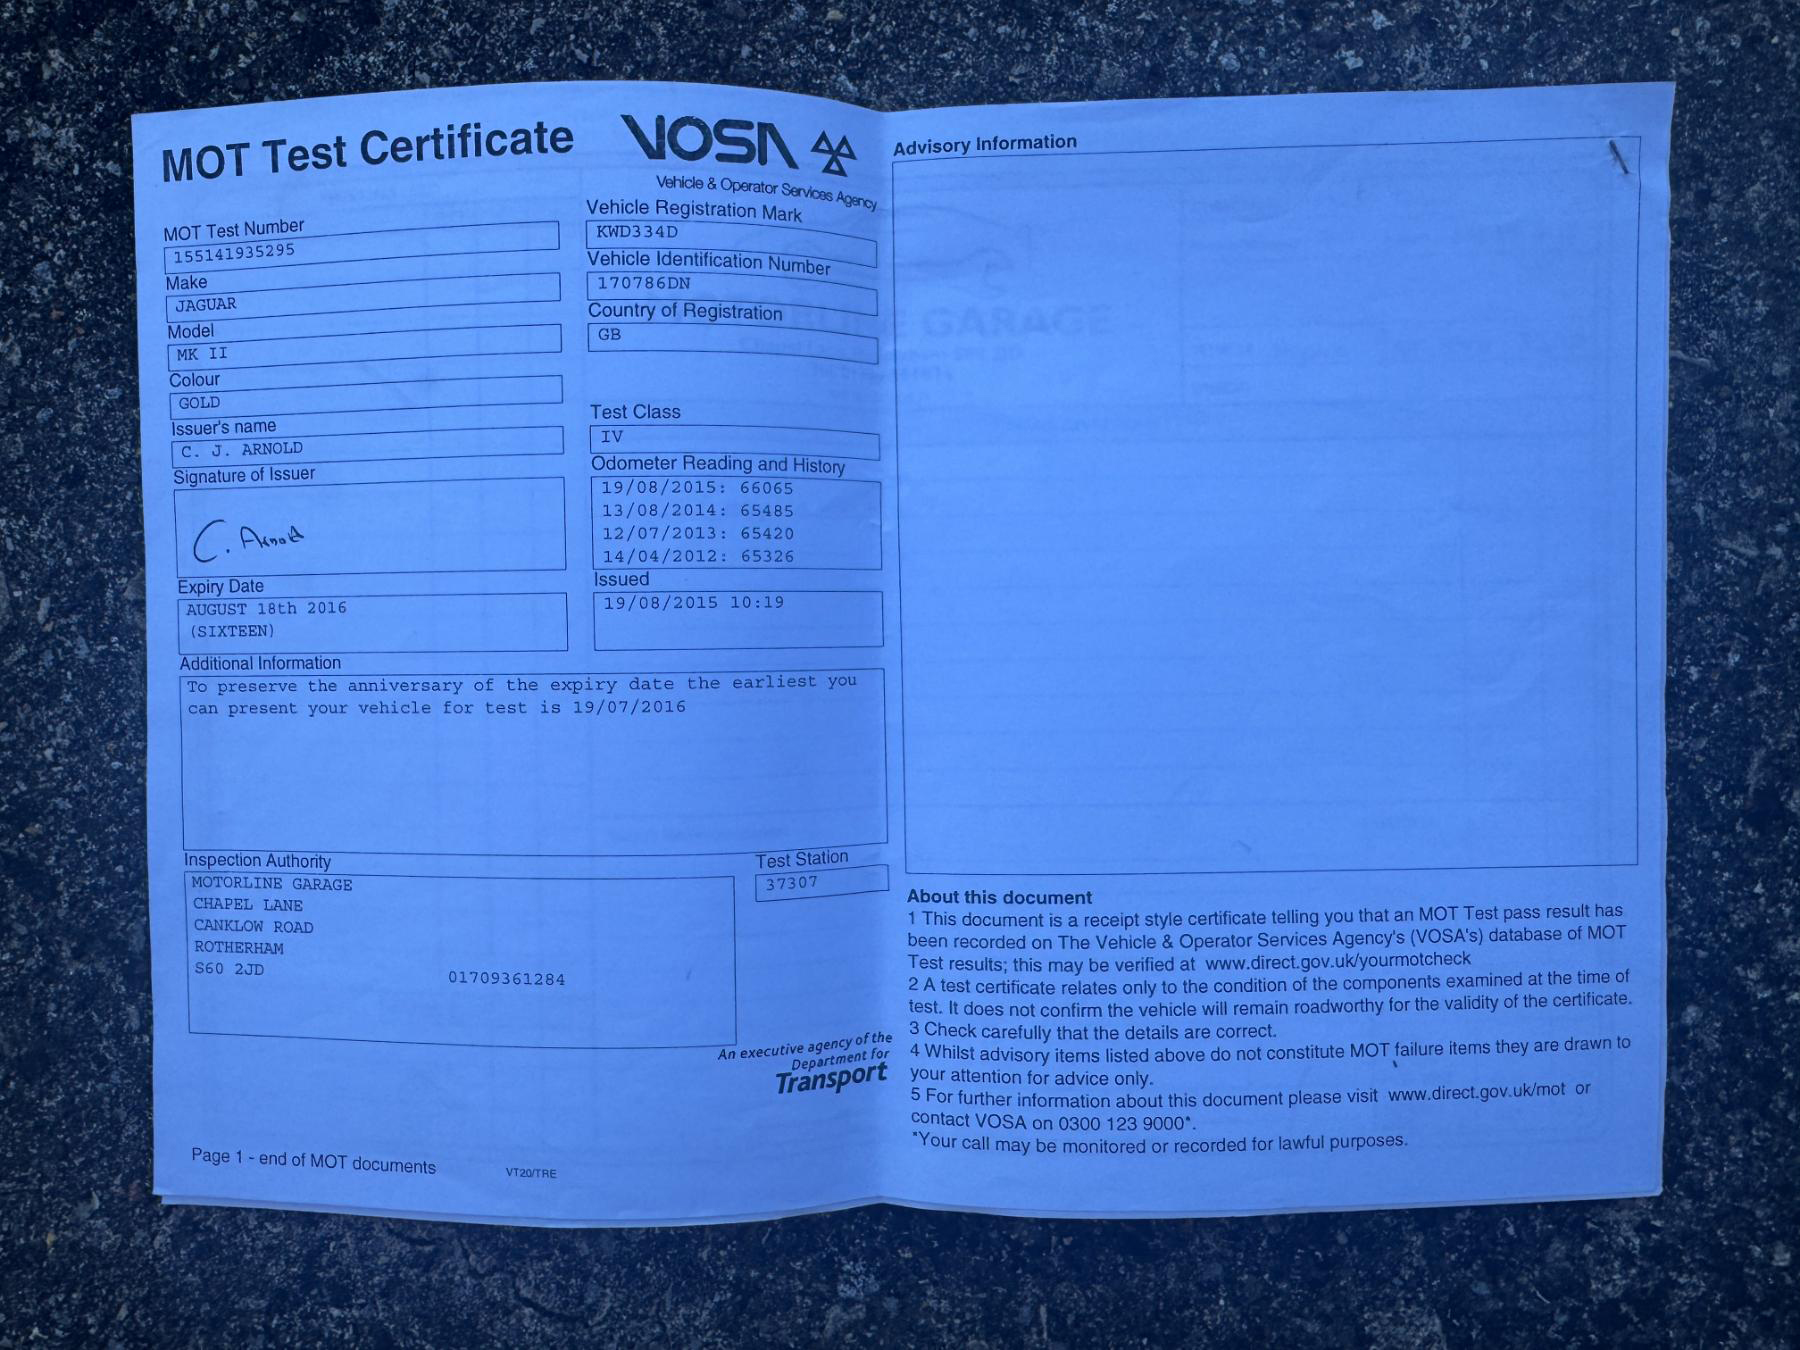 MOT Test Certificate
VOSA
Vehicle & Operator Services Agency
MOT Test Number
155141935295
Make
JAGUAR
Model
MK II
Colour
GOLD
Issuer's name
C. J. ARNOLD
Signature of Issuer
C. Arnold
Expiry Date
AUGUST 18th 2016
(SIXTEEN)
Vehicle Registration Mark
KWD334D
Vehicle Identification Number
170786DN
Country of Registration
GB
Test Class
IV
Odometer Reading and History
19/08/2015: 66065
13/08/2014: 65485
12/07/2013: 65420
14/04/2012: 65326
Issued
19/08/2015 10:19
Additional Information
To preserve the anniversary of the expiry date the earliest you
can present your vehicle for test is 19/07/2016
Inspection Authority
MOTORLINE GARAGE
CHAPEL LANE
CANKLOW ROAD
ROTHERHAM
S60 2JD
01709361284
Test Station
37307
An executive agency of the
Department for
Transport
Page 1 - end of MOT documents
VT20/TRE
Advisory Information
GARAGE
About this document
1 This document is a receipt style certificate telling you that an MOT Test pass result has
been recorded on The Vehicle & Operator Services Agency's (VOSA's) database of MOT
Test results; this may be verified at www.direct.gov.uk/yourmotcheck
2 A test certificate relates only to the condition of the components examined at the time of
test. It does not confirm the vehicle will remain roadworthy for the validity of the certificate.
3 Check carefully that the details are correct.
4 Whilst advisory items listed above do not constitute MOT failure items they are drawn to
your attention for advice only.
5 For further information about this document please visit www.direct.gov.uk/mot or
contact VOSA on 0300 123 9000*.
*Your call may be monitored or recorded for lawful purposes.